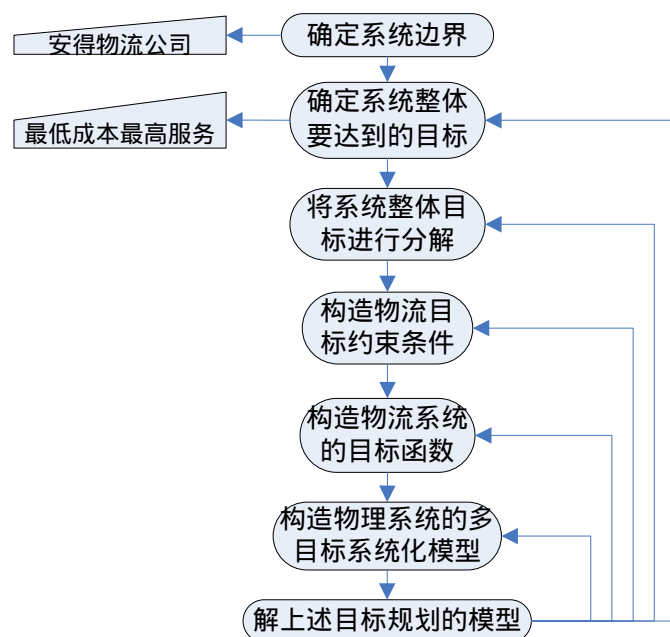 确定系统边界
安得物流公司
确定系统整体
要达到的目标
最低成本最高服务
将系统整体目
标进行分解
构造物流目
标约束条件
构造物流系统
的目标函数
构造物理系统的多
目标系统化模型
解上述目标规划的模型